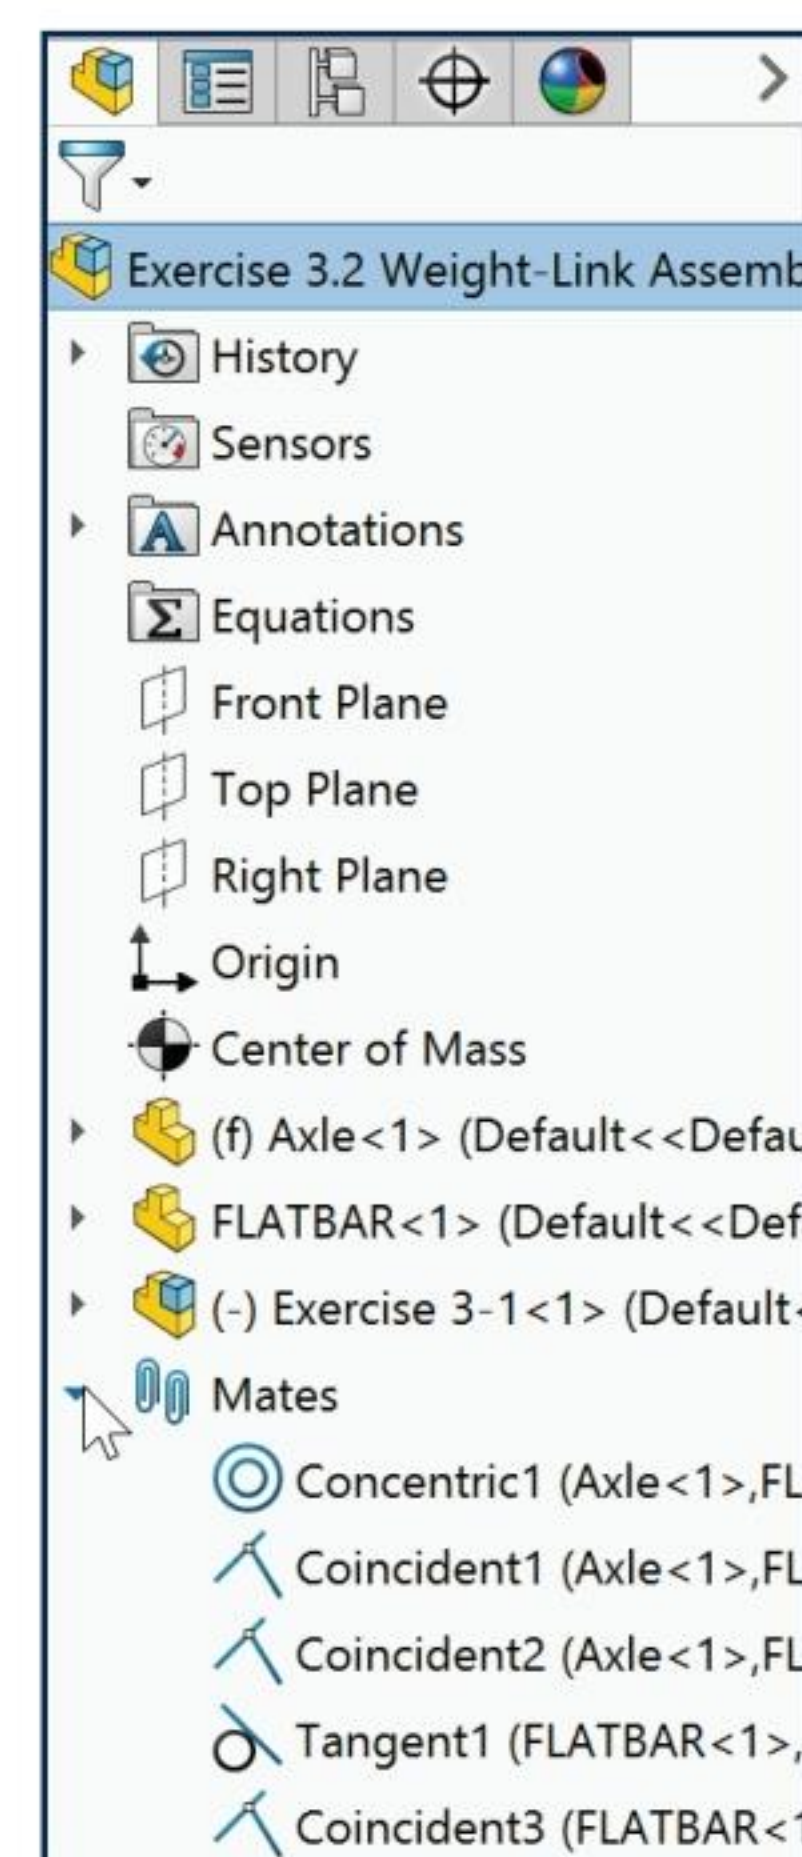 Exercise 3.2 Weight-Link Assemb
History
Sensors
A Annotations
Σ Equations
Front Plane
Top Plane
Right Plane
Origin
Center of Mass
(f) Axle<1> (Default<<Defau
FLATBAR<1> (Default<<Def
(-) Exercise 3-1<1> (Default<
Mates
Concentric1 (Axle<1>,FL
Coincident1 (Axle<1>,FL
Coincident2 (Axle<1>,FL
Tangent1 (FLATBAR<1>,
Coincident3 (FLATBAR<1